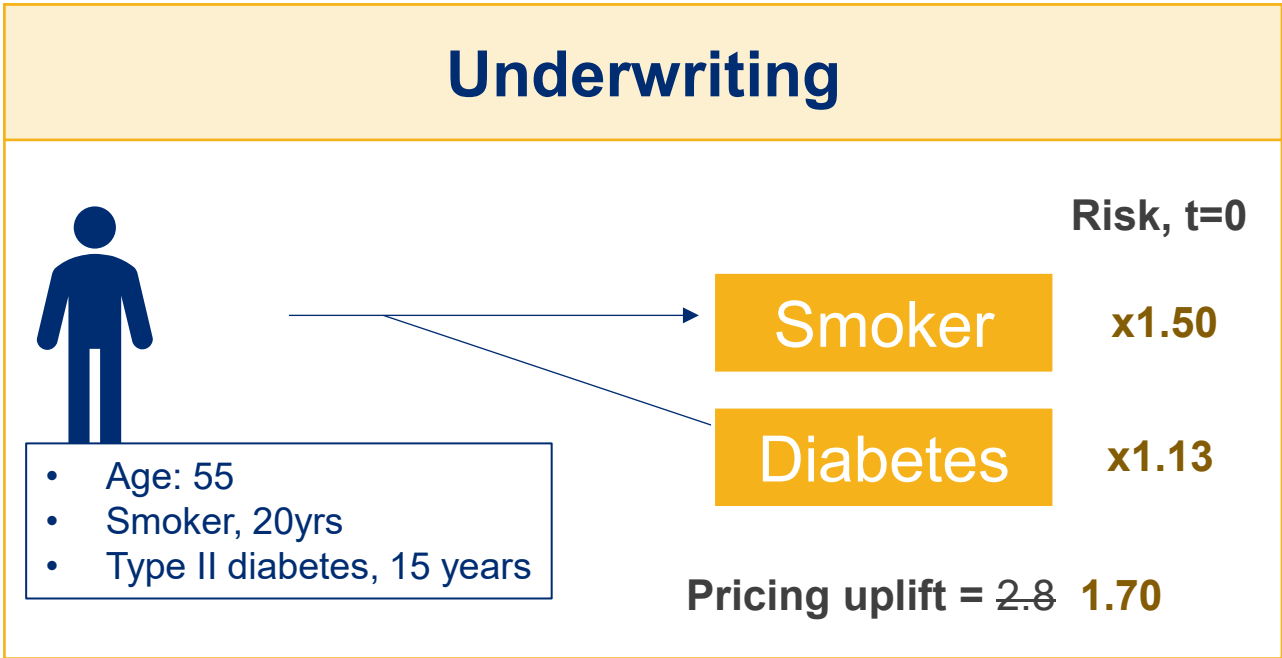 Underwriting
Risk, t=0
Smoker
x1.50
Diabetes
x1.13
• Age: 55
• Smoker, 20yrs
• Type II diabetes, 15 years
Pricing uplift = 2.8 1.70